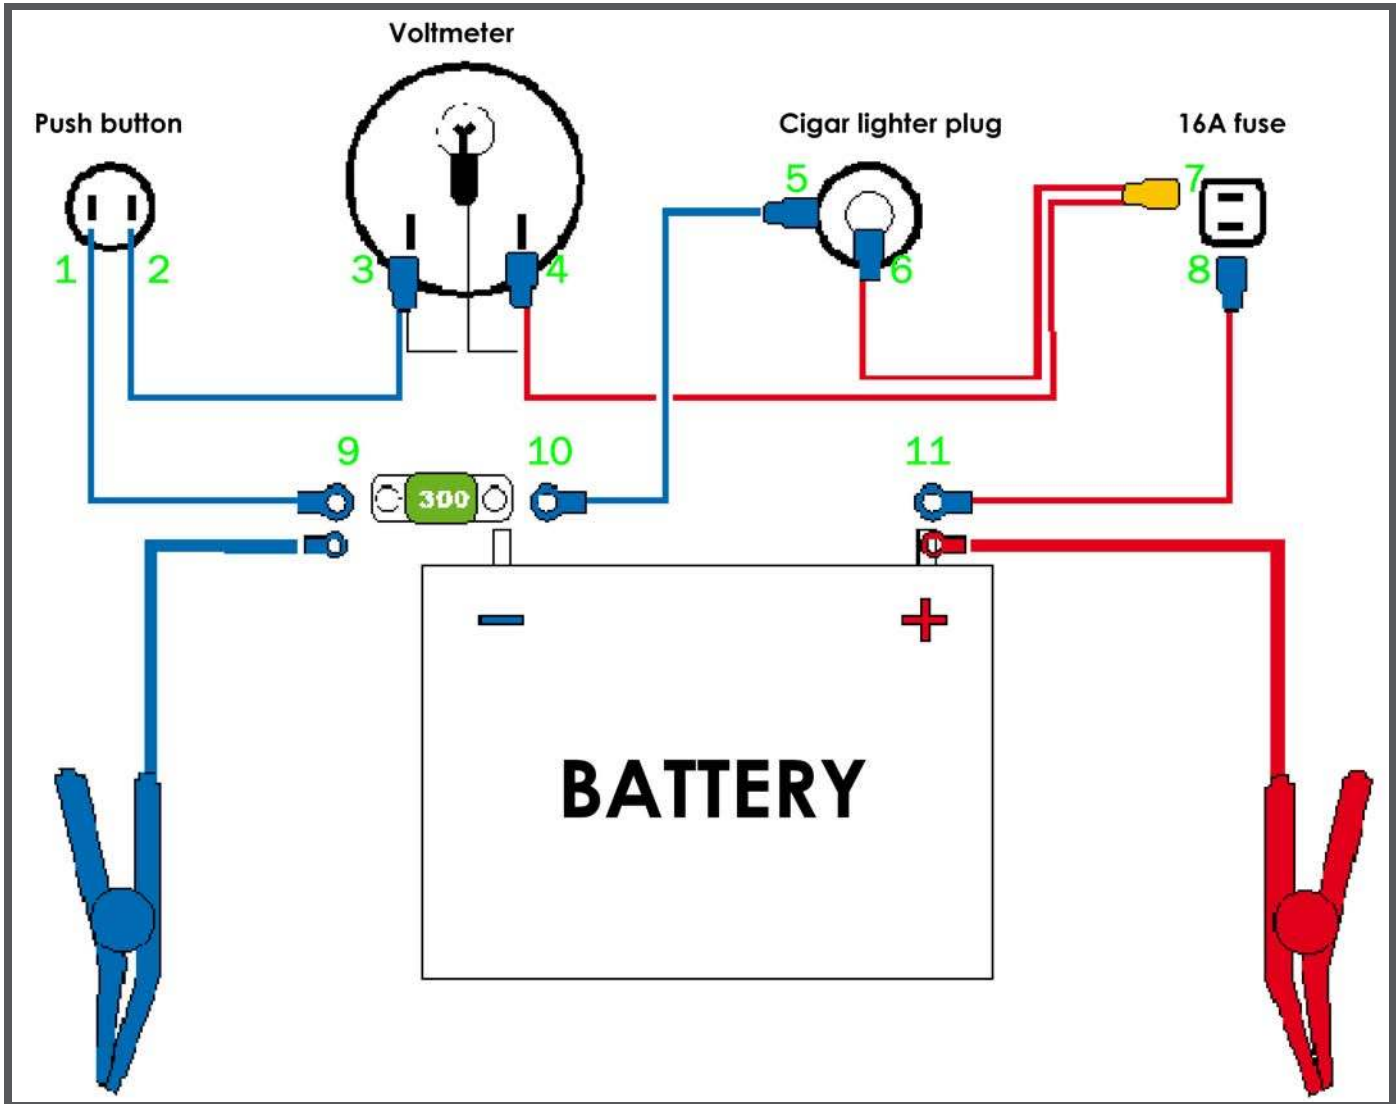 Voltmeter
Push button
Cigar lighter plug
16A fuse
5
7
1
2
3
4
6
8
9
10
11
300
−
+
BATTERY